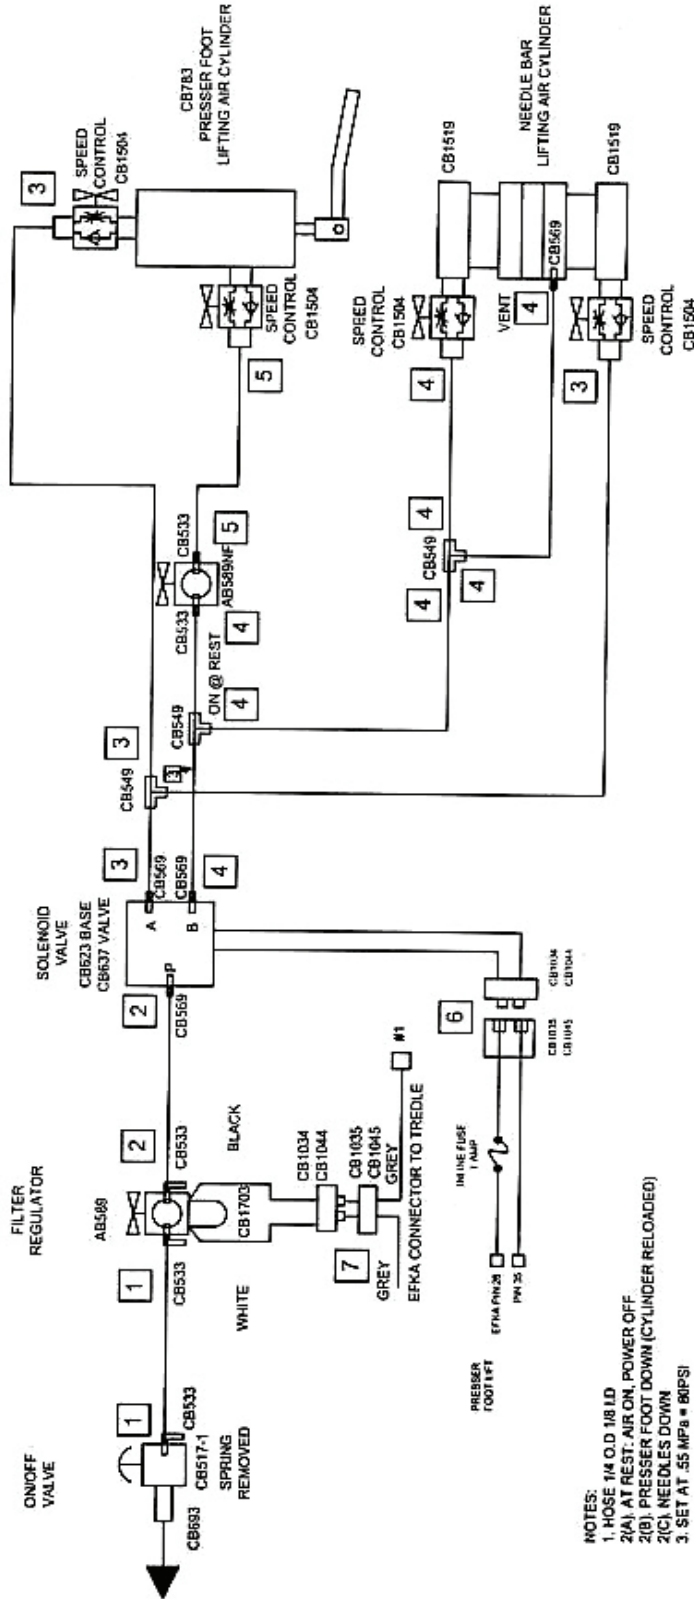 ON/OFF
VALVE
CB693
CB517-1
SPRING
REMOVED
1
CB533
FILTER
REGULATOR
AB589
1
CB533
2
CB533
WHITE
BLACK
CB1703
CB1034
CB1044
CB1035
CB1045
7
GREY
GREY
#1
EFKA CONNECTOR TO TREDLE
SOLENOID
VALVE
CB623 BASE
CB637 VALVE
2
CB569
P
A
B
CB569
CB569
3
4
CB549
3
3
CB549
4
ON @ REST
4
CB533
AB589NF
CB533
5
5
SPEED
CONTROL
CB1504
3
SPEED
CONTROL
CB1504
CB783
PRESSER FOOT
LIFTING AIR CYLINDER
4
CB549
4
4
4
SPEED
CONTROL
CB1504
CB1519
VENT
4
CB569
NEEDLE BAR
LIFTING AIR CYLINDER
3
SPEED
CONTROL
CB1504
CB1519
6
CB1034
CB1044
CB1035
CB1045
INLINE FUSE
1 AMP
PRESSER
FOOT LIFT
EFKA PIN 28
PIN 35
NOTES:
1. HOSE 1/4 O.D 1/8 I.D
2(A). AT REST: AIR ON, POWER OFF
2(B). PRESSER FOOT DOWN (CYLINDER RELOADED)
2(C). NEEDLES DOWN
3. SET AT .55 MPa = 80PSI